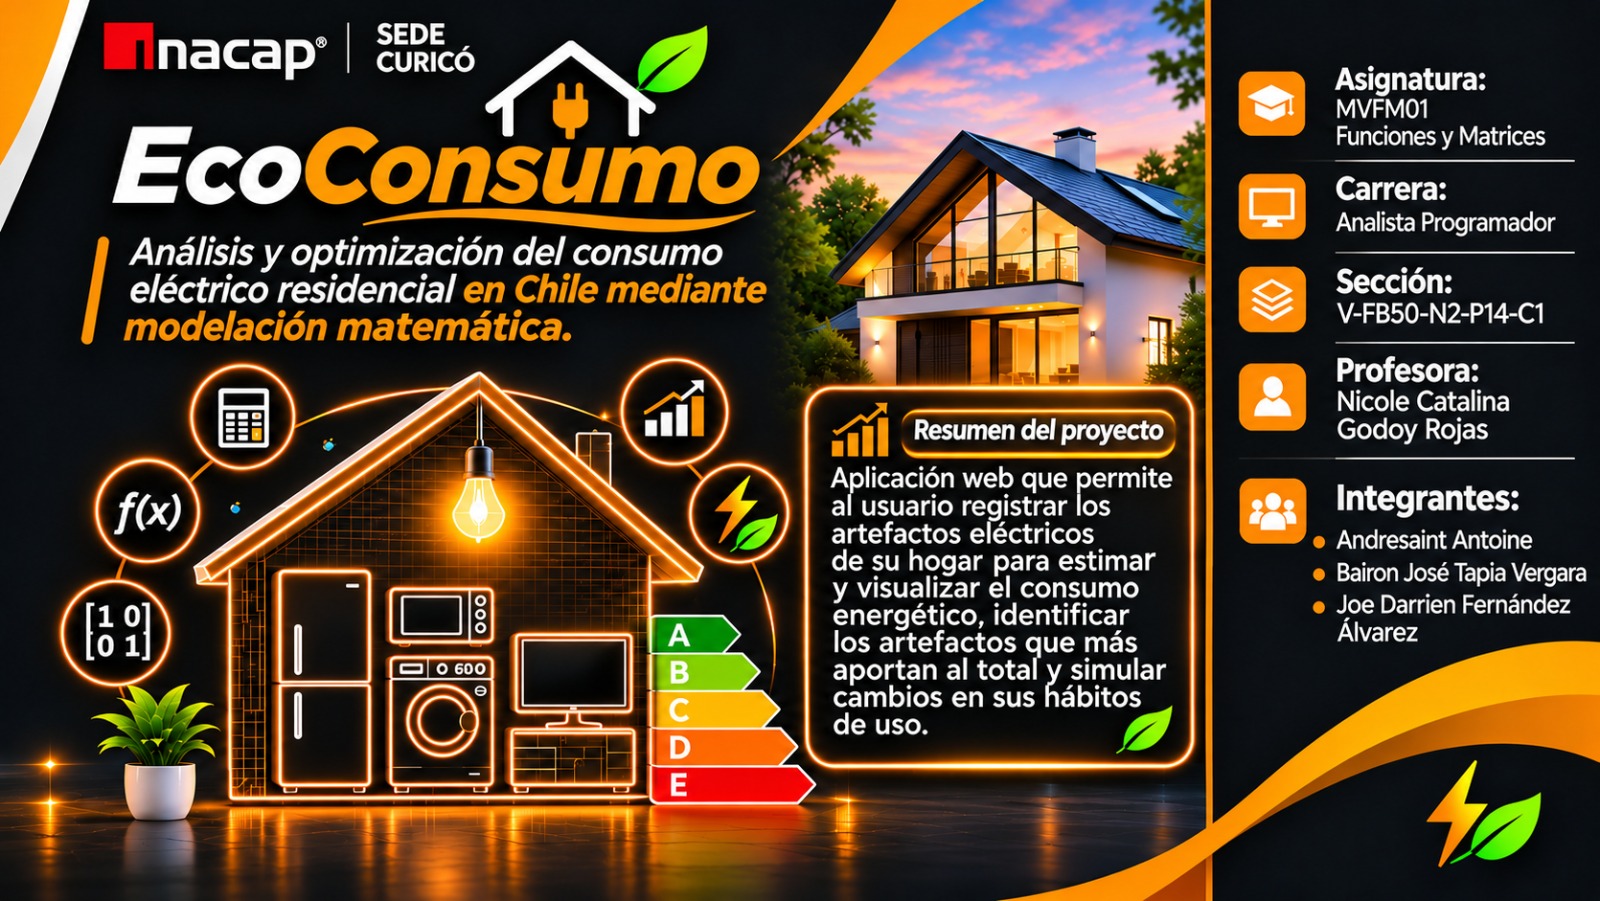 inacap®
SEDE
CURICÓ
EcoConsumo
Análisis y optimización del consumo
eléctrico residencial en Chile mediante
modelación matemática.
f(x)
[1 0]
[0 1]
600
A
B
C
D
E
Resumen del proyecto
Aplicación web que permite
al usuario registrar los
artefactos eléctricos
de su hogar para estimar
y visualizar el consumo
energético, identificar
los artefactos que más
aportan al total y simular
cambios en sus hábitos
de uso.
Asignatura:
MVFM01
Funciones y Matrices
Carrera:
Analista Programador
Sección:
V-FB50-N2-P14-C1
Profesora:
Nicole Catalina
Godoy Rojas
Integrantes:
• Andresaint Antoine
• Bairon José Tapia Vergara
• Joe Darrien Fernández
Álvarez